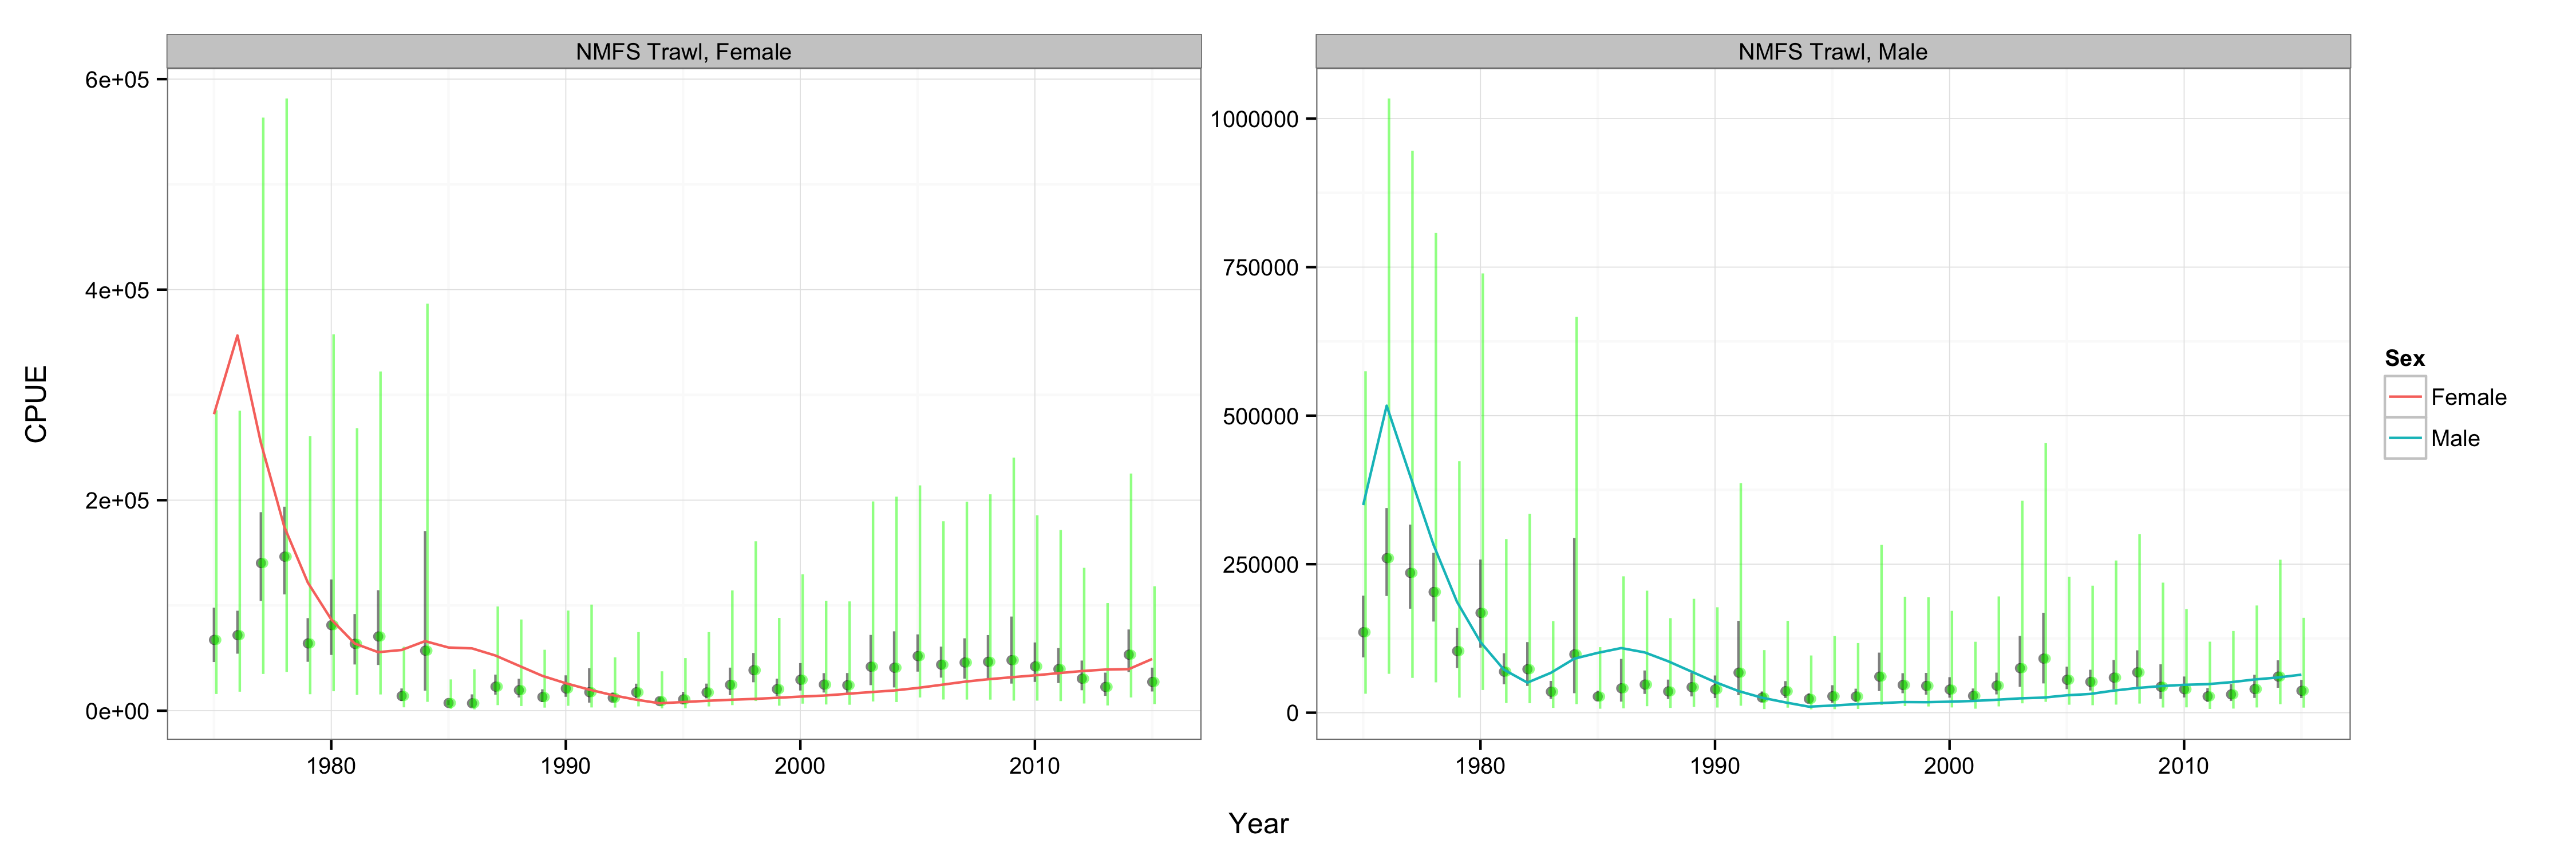 NMFS Trawl, Female
NMFS Trawl, Male
CPUE
6e+05
4e+05
2e+05
0e+00
1000000
750000
500000
250000
0
1980 1990 2000 2010
1980 1990 2000 2010
Year
Sex
Female
Male